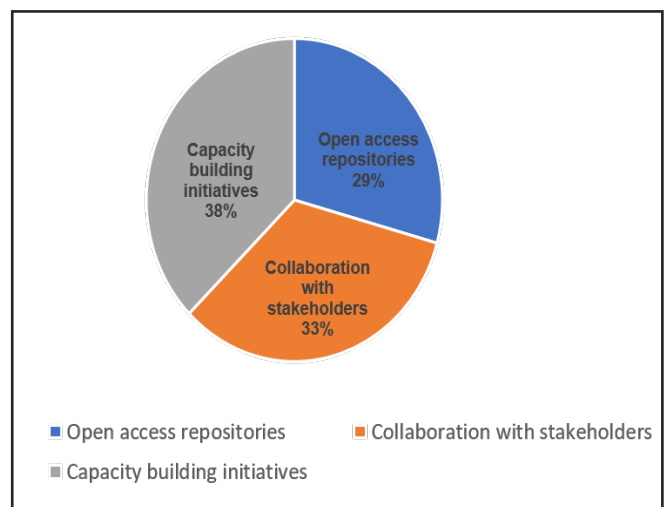 Open access
repositories
29%
Capacity
building
initiatives
38%
Collaboration
with
stakeholders
33%
Open access repositories
Collaboration with stakeholders
Capacity building initiatives